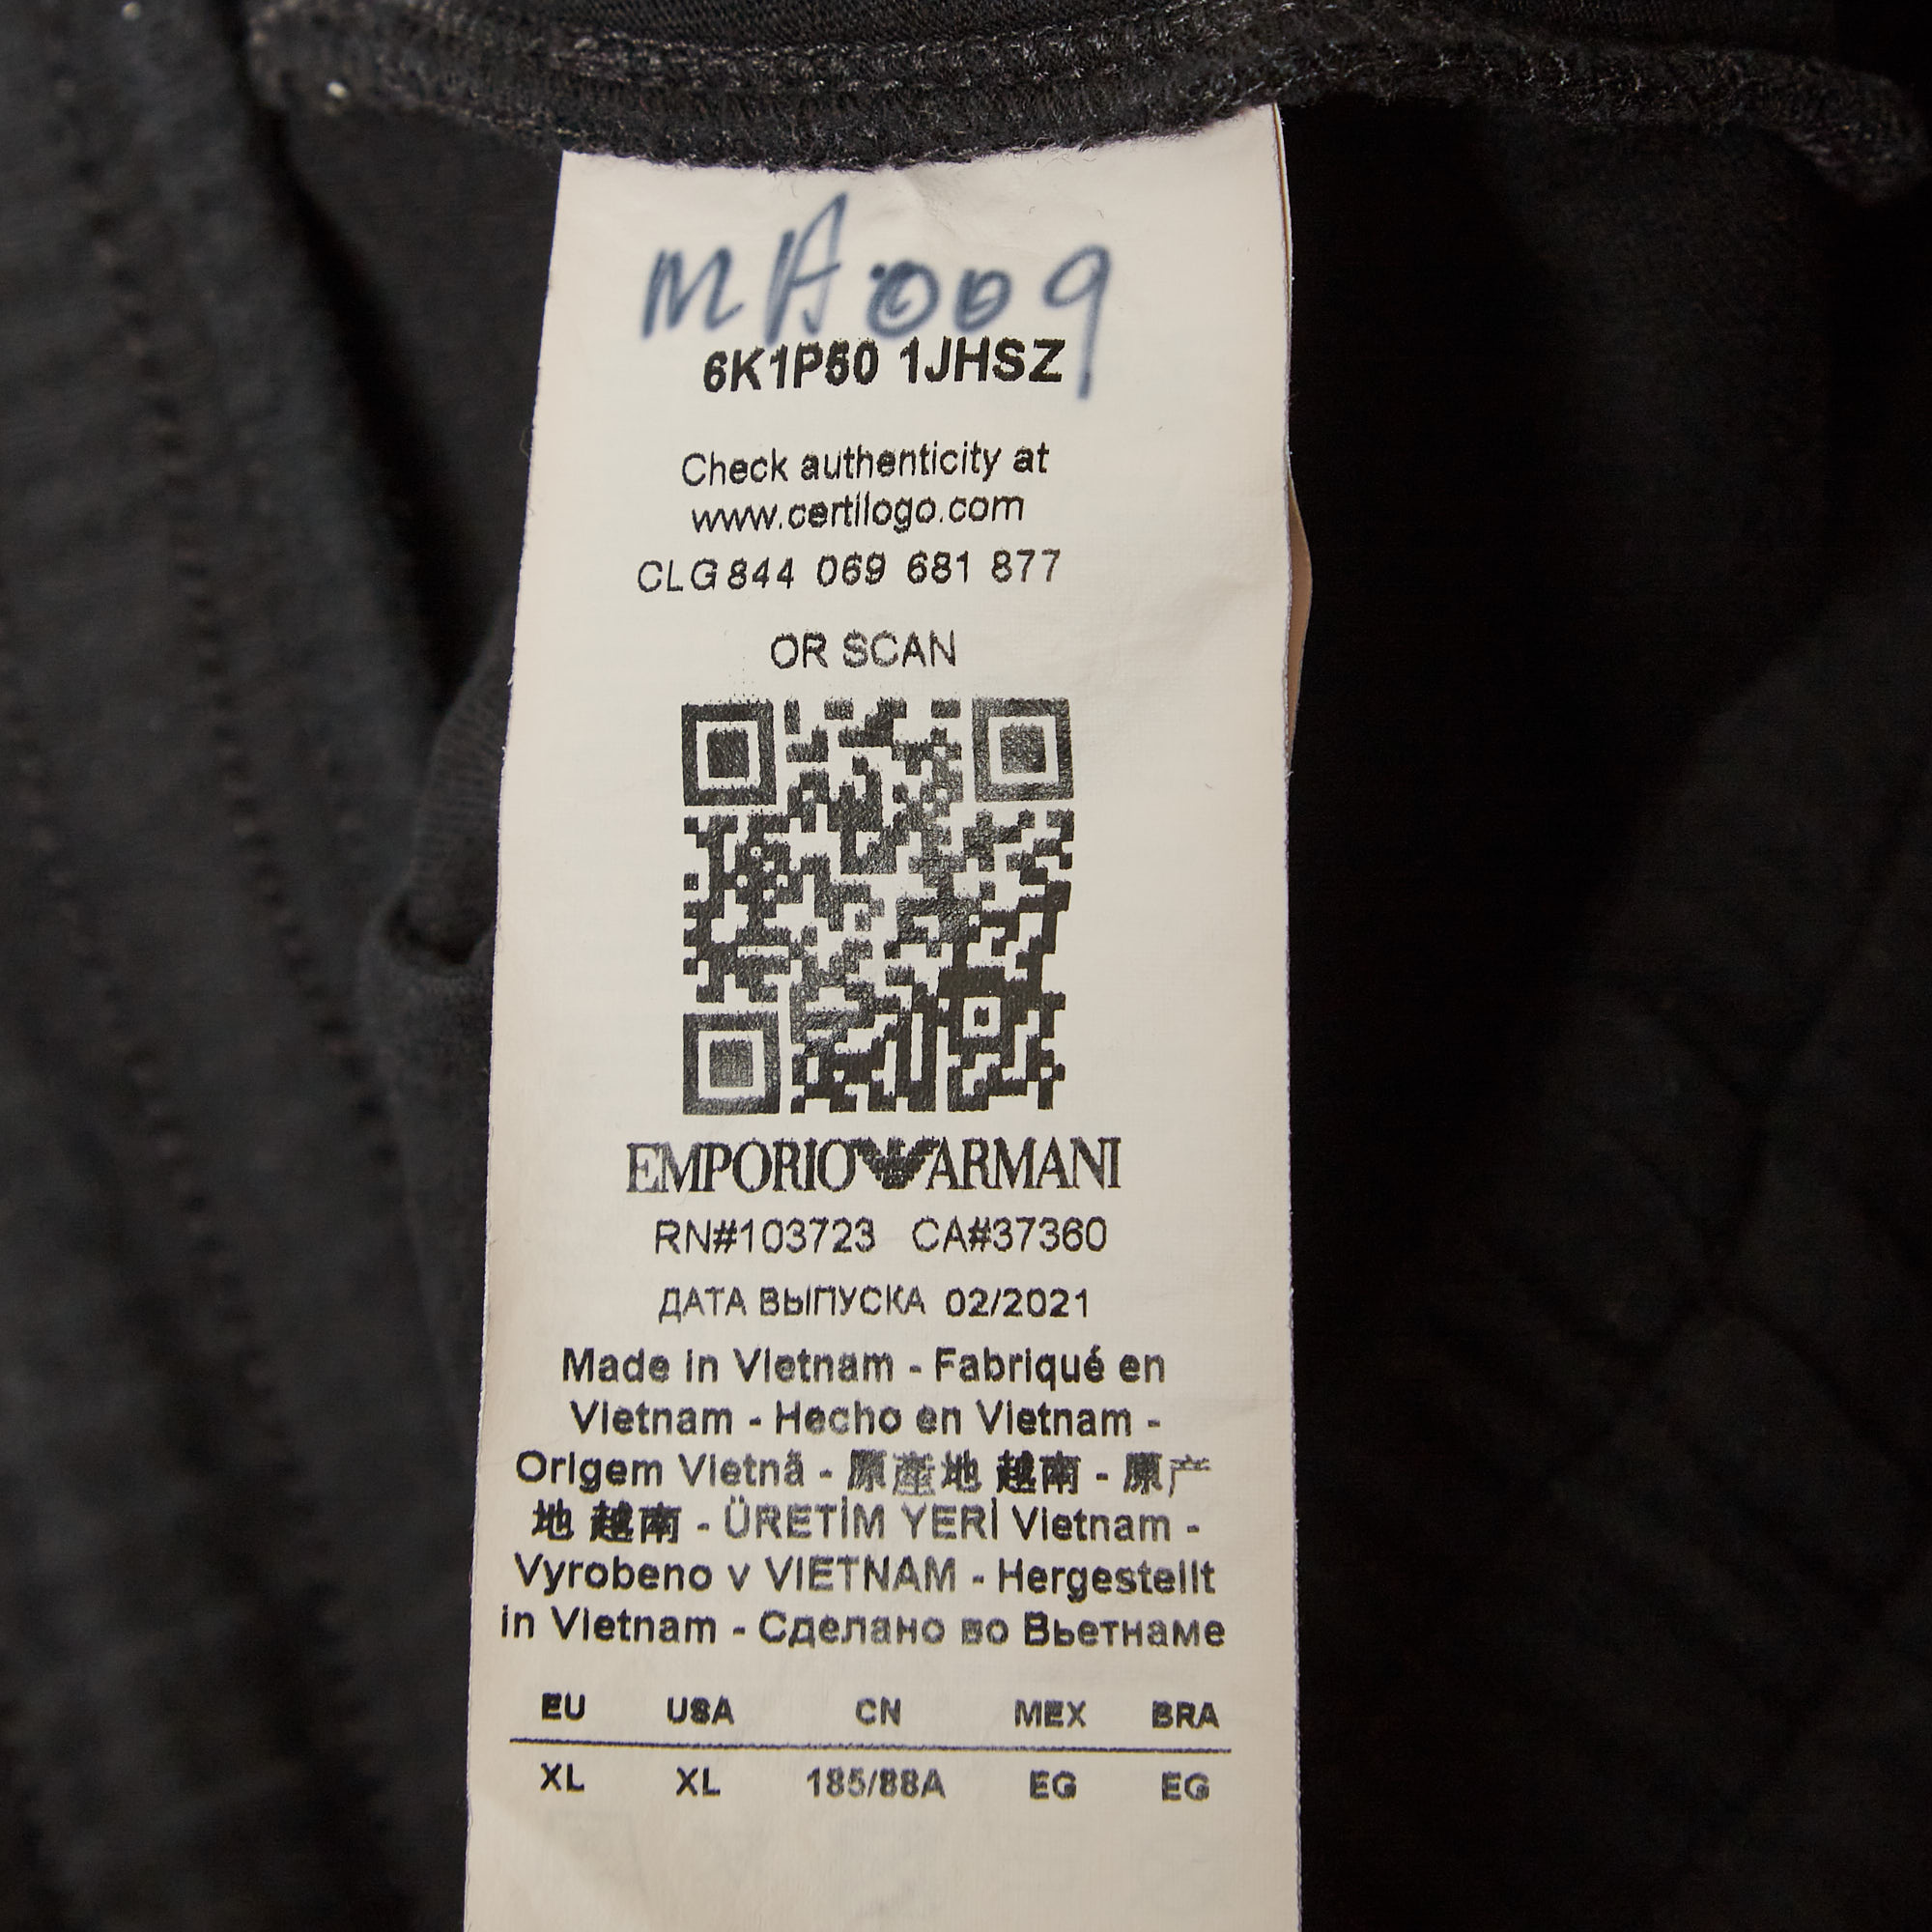 MA009
6K1P50 1JHSZ
Check authenticity at
www.certilogo.com
CLG 844 069 681 877
OR SCAN
EMPORIO ARMANI
RN#103723 CA#37360
ДАТА ВЫПУСКА 02/2021
Made in Vietnam - Fabriqué en
Vietnam - Hecho en Vietnam -
Origem Vietnã - 原產地 越南 - 原产
地 越南 - ÜRETİM YERİ Vietnam -
Vyrobeno v VIETNAM - Hergestellt
in Vietnam - Сделано во Вьетнаме
EU USA CN MEX BRA
XL XL 185/88A EG EG